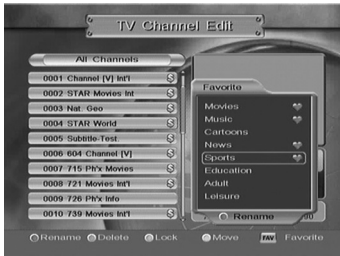 TV Channel Edit
All Channels
0001 Channel [V] Int'l
0002 STAR Movies Int
0003 Nat. Geo
0004 STAR World
0005 Subtitle-Test
0006 604 Channel [V]
0007 715 Ph'x Movies
0008 721 Movies Int'l
0009 726 Ph'x Info
0010 739 Movies Int'l
Favorite
Movies
Music
Cartoons
News
Sports
Education
Adult
Leisure
Rename
Rename Delete Lock Move FAV Favorite